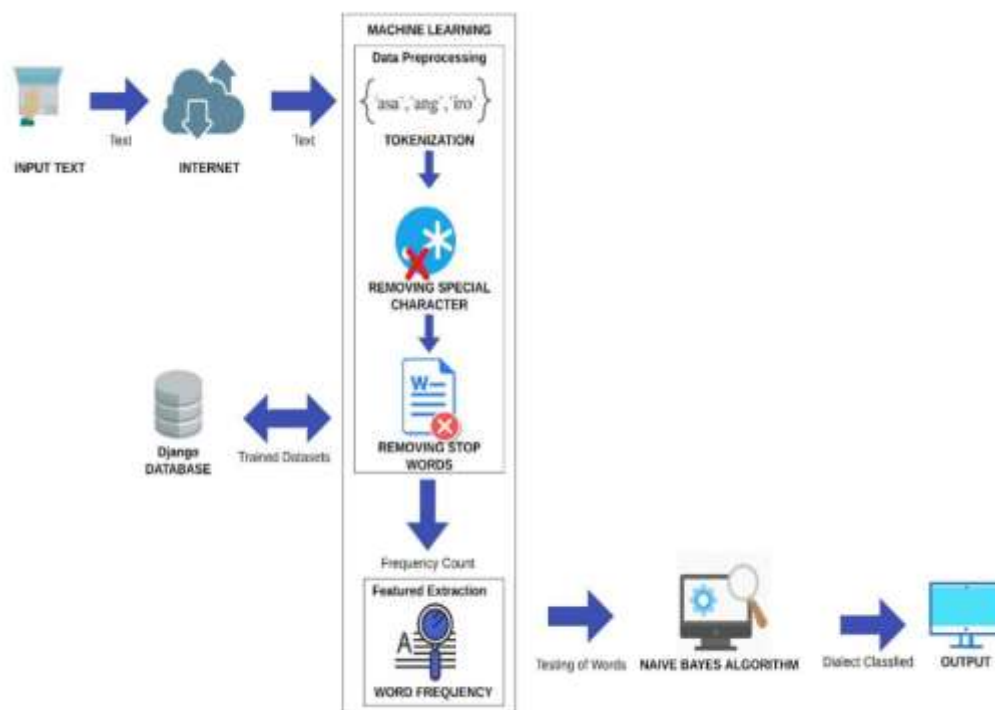 MACHINE LEARNING
Data Preprocessing
{'asa','ang','iro'}
TOKENIZATION
Text
Text
INPUT TEXT
INTERNET
REMOVING SPECIAL
CHARACTER
W
REMOVING STOP
WORDS
Django
DATABASE
Trained Datasets
Frequency Count
Featured Extraction
A
WORD FREQUENCY
Testing of Words
NAIVE BAYES ALGORITHM
Dialect Classfied
OUTPUT